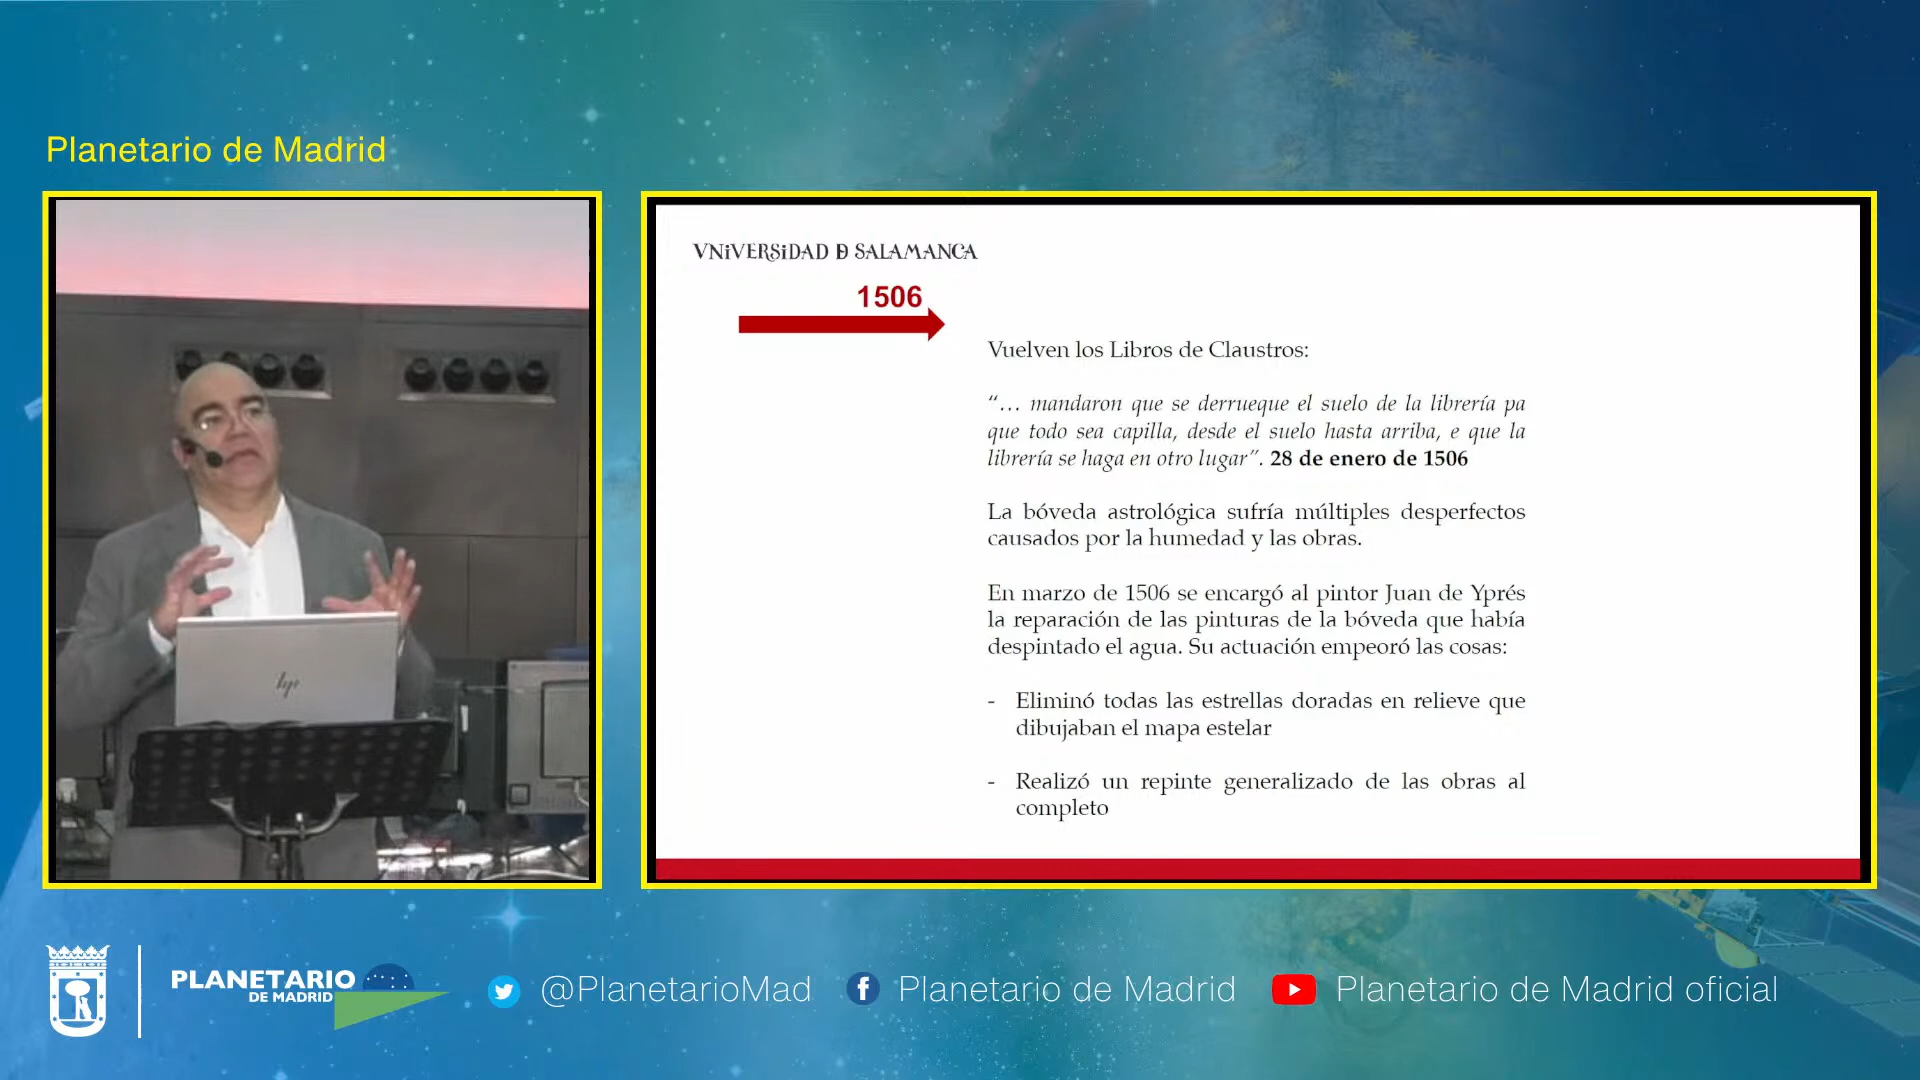 Planetario de Madrid
VNiVERSiDAD Ð SALAMANCA
1506
Vuelven los Libros de Claustros:
“… mandaron que se derrueque el suelo de la librería pa
que todo sea capilla, desde el suelo hasta arriba, e que la
librería se haga en otro lugar”. 28 de enero de 1506
La bóveda astrológica sufría múltiples desperfectos
causados por la humedad y las obras.
En marzo de 1506 se encargó al pintor Juan de Yprés
la reparación de las pinturas de la bóveda que había
despintado el agua. Su actuación empeoró las cosas:
- Eliminó todas las estrellas doradas en relieve que
dibujaban el mapa estelar
- Realizó un repinte generalizado de las obras al
completo
hp
PLANETARIO
DE MADRID
@PlanetarioMad
Planetario de Madrid
Planetario de Madrid oficial